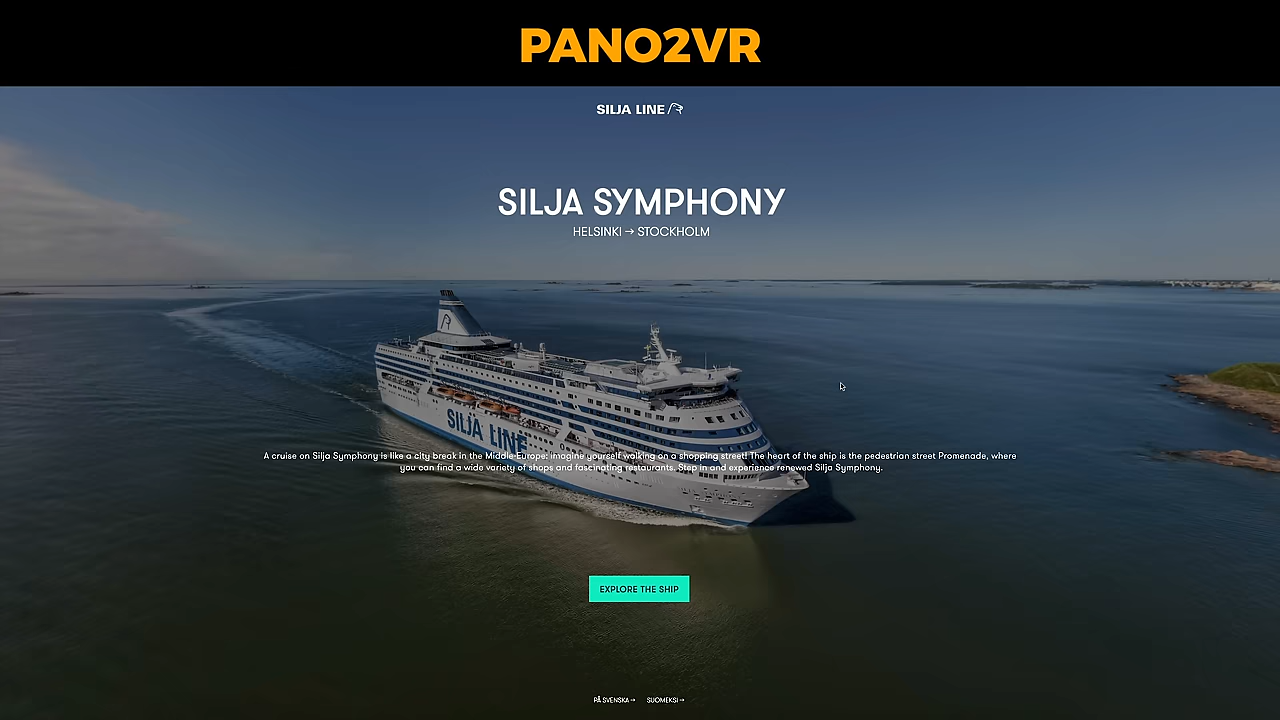 PANO2VR
SILJA LINE
SILJA SYMPHONY
HELSINKI → STOCKHOLM
SILJA LINE
A cruise on Silja Symphony is like a city break in the Middle-Europe: imagine yourself walking on a shopping street! The heart of the ship is the pedestrian street Promenade, where
you can find a wide variety of shops and fascinating restaurants. Step in and experience renewed Silja Symphony.
EXPLORE THE SHIP
PÅ SVENSKA → SUOMEKSI →